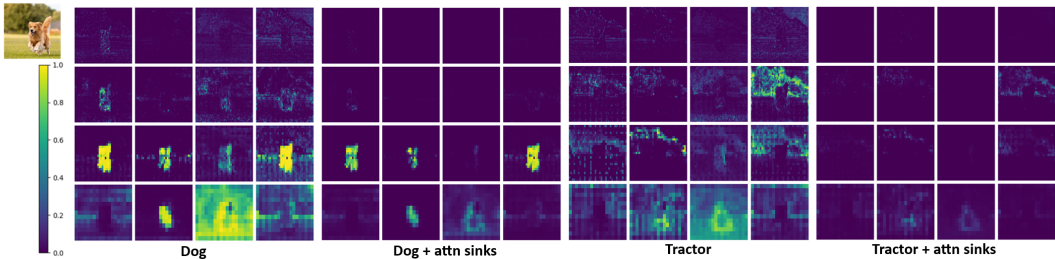 1.0
0.8
0.6
0.4
0.2
0.0
Dog
Dog + attn sinks
Tractor
Tractor + attn sinks